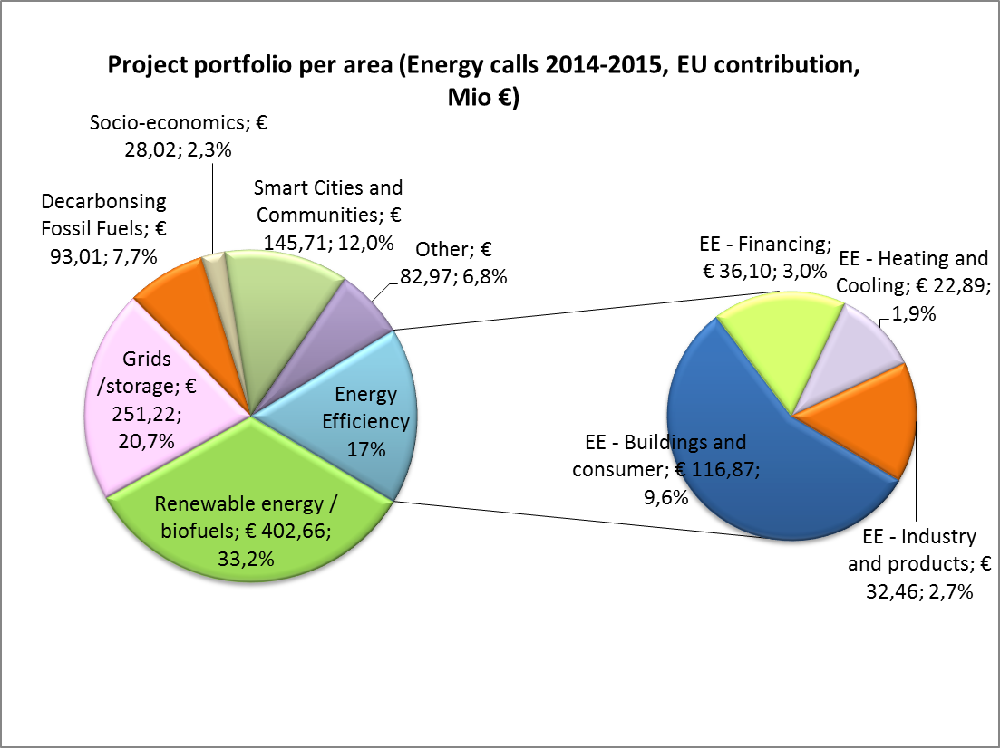 Project portfolio per area (Energy calls 2014-2015, EU contribution,
Mio €)
Socio-economics; €
28,02; 2,3%
Decarbonsing
Fossil Fuels; €
93,01; 7,7%
Smart Cities and
Communities; €
145,71; 12,0%
Other; €
82,97; 6,8%
Grids
/storage; €
251,22;
20,7%
Energy
Efficiency
17%
Renewable energy /
biofuels; € 402,66;
33,2%
EE - Financing;
€ 36,10; 3,0%
EE - Heating and
Cooling; € 22,89;
1,9%
EE - Buildings and
consumer; € 116,87;
9,6%
EE - Industry
and products; €
32,46; 2,7%